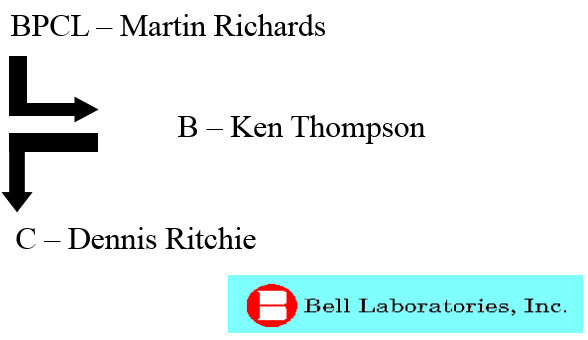 BPCL – Martin Richards
B – Ken Thompson
C – Dennis Ritchie
Bell Laboratories, Inc.